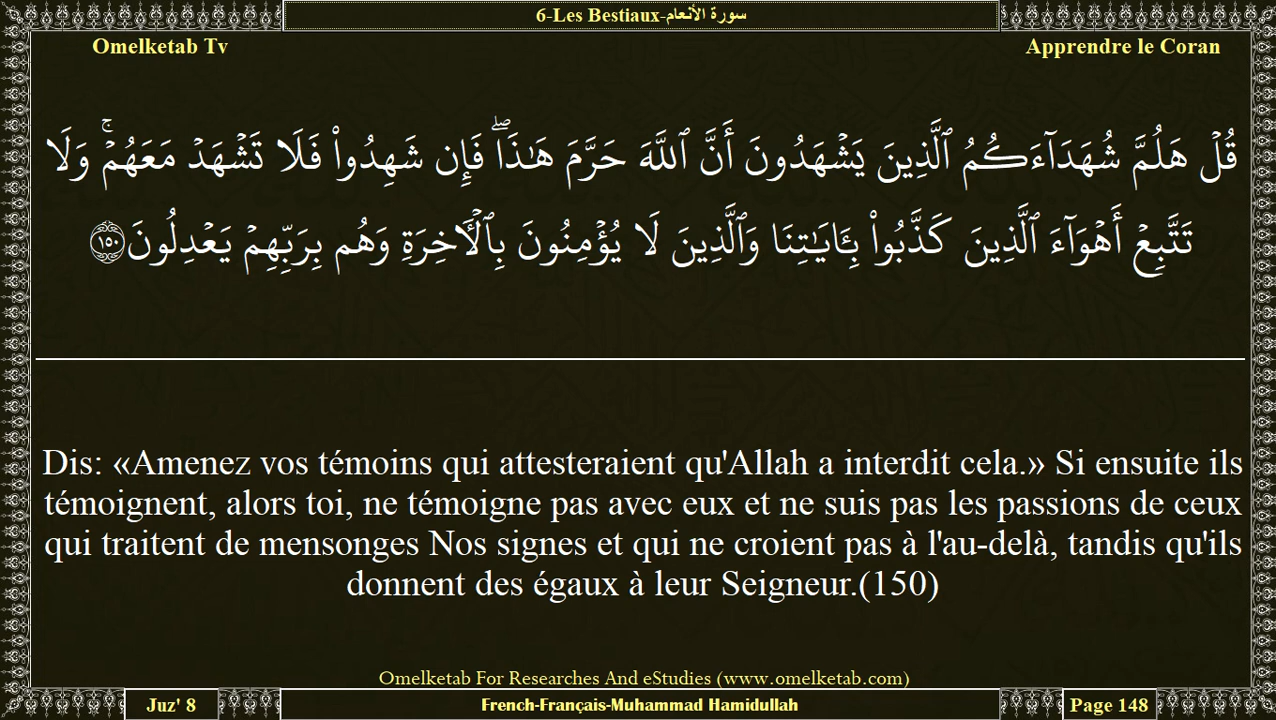 6-Les Bestiaux-سورة الأنعام
Omelketab Tv
Apprendre le Coran
قُلۡ هَلُمَّ شُهَدَآءَكُمُ ٱلَّذِينَ يَشۡهَدُونَ أَنَّ ٱللَّهَ حَرَّمَ هَٰذَاۖ فَإِن شَهِدُواْ فَلَا تَشۡهَدۡ مَعَهُمۡۚ وَلَا
تَتَّبِعۡ أَهۡوَآءَ ٱلَّذِينَ كَذَّبُواْ بِـَٔايَٰتِنَا وَٱلَّذِينَ لَا يُؤۡمِنُونَ بِٱلۡأٓخِرَةِ وَهُم بِرَبِّهِمۡ يَعۡدِلُونَ ١٥٠
Dis: «Amenez vos témoins qui attesteraient qu'Allah a interdit cela.» Si ensuite ils
témoignent, alors toi, ne témoigne pas avec eux et ne suis pas les passions de ceux
qui traitent de mensonges Nos signes et qui ne croient pas à l'au-delà, tandis qu'ils
donnent des égaux à leur Seigneur.(150)
Omelketab For Researches And eStudies (www.omelketab.com)
Juz' 8
French-Français-Muhammad Hamidullah
Page 148